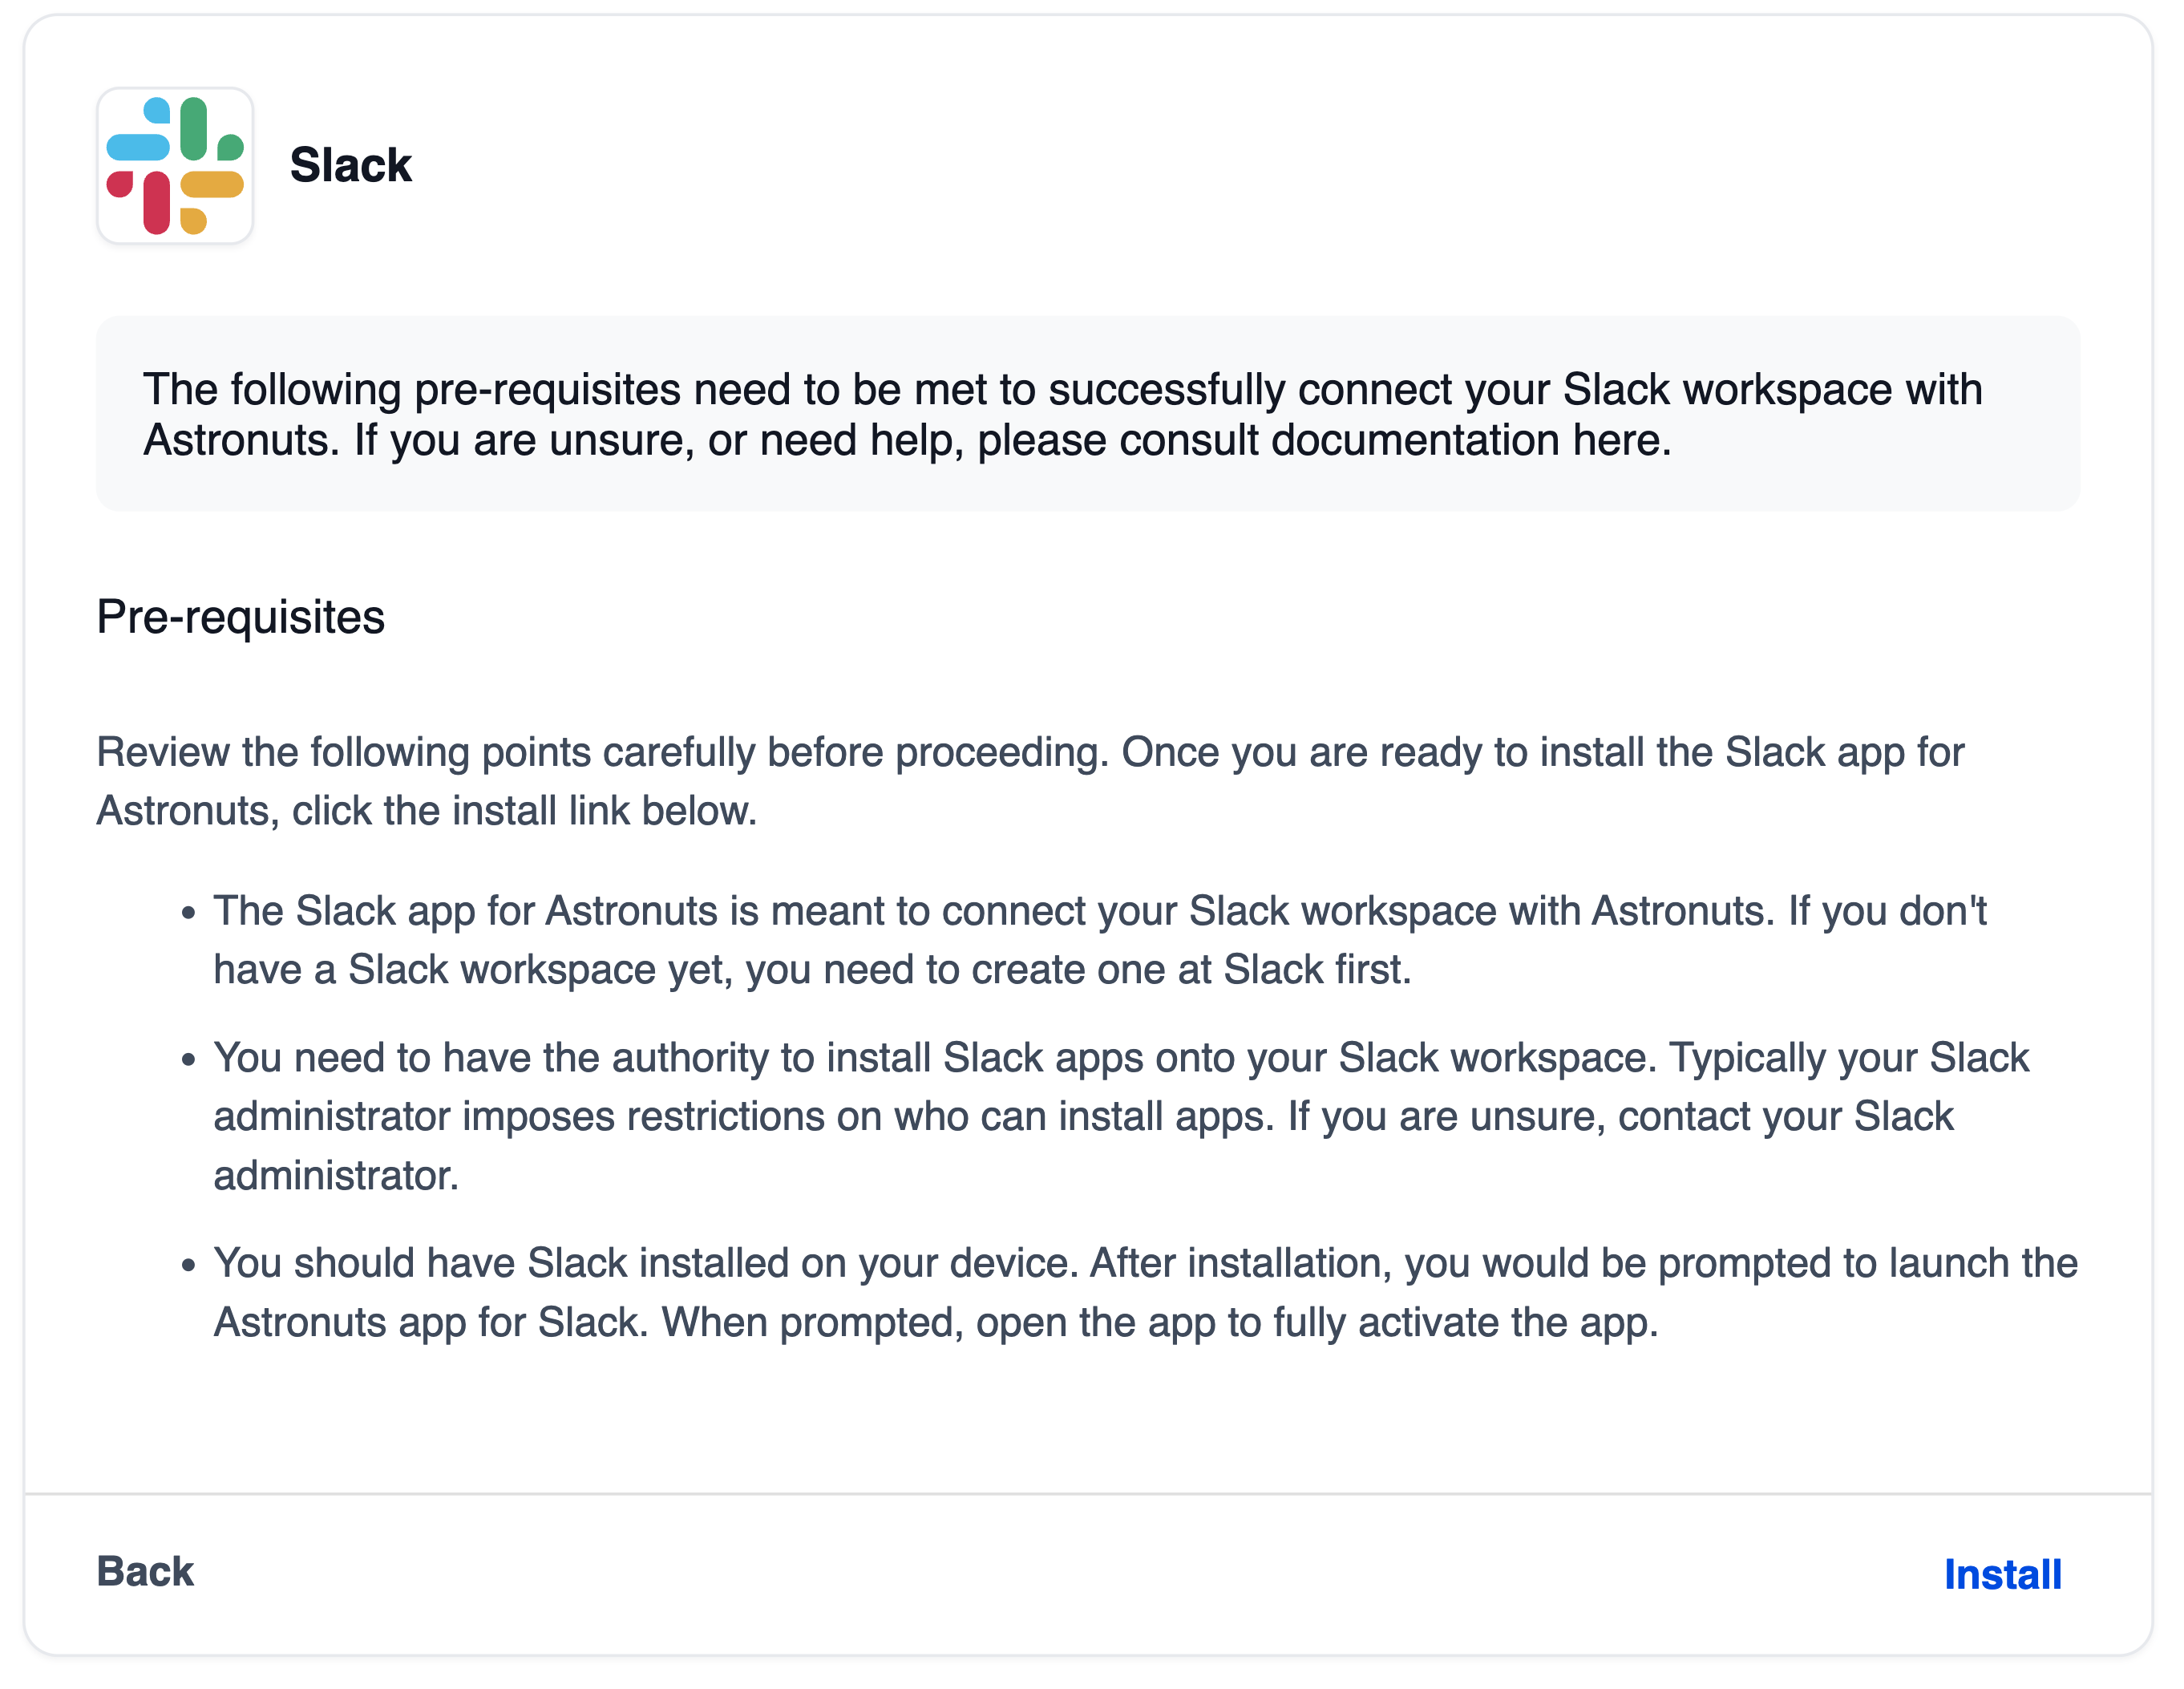 Slack
The following pre-requisites need to be met to successfully connect your Slack workspace with
Astronuts. If you are unsure, or need help, please consult documentation here.
Pre-requisites
Review the following points carefully before proceeding. Once you are ready to install the Slack app for
Astronuts, click the install link below.
• The Slack app for Astronuts is meant to connect your Slack workspace with Astronuts. If you don't
have a Slack workspace yet, you need to create one at Slack first.
• You need to have the authority to install Slack apps onto your Slack workspace. Typically your Slack
administrator imposes restrictions on who can install apps. If you are unsure, contact your Slack
administrator.
• You should have Slack installed on your device. After installation, you would be prompted to launch the
Astronuts app for Slack. When prompted, open the app to fully activate the app.
Back
Install